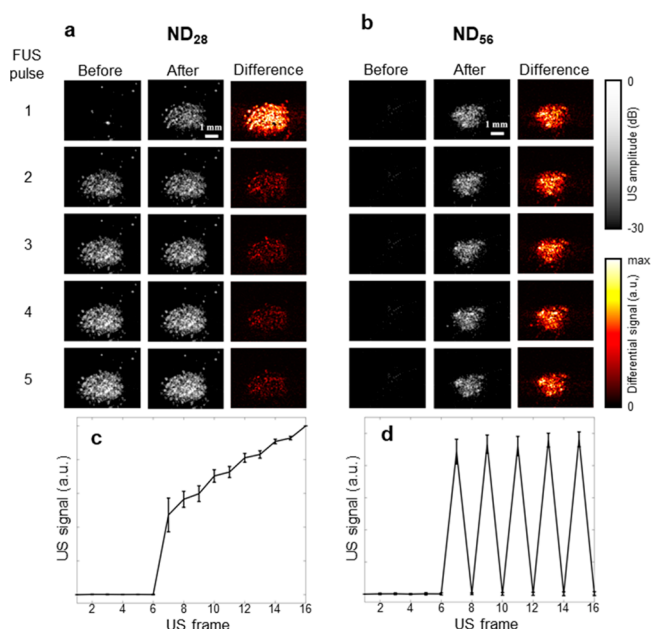 a ND28
b ND56
FUS
pulse
Before After Difference
Before After Difference
1
1 mm
1 mm
2
3
4
5
0
US amplitude (dB)
-30
max
Differential signal (a.u.)
0
c
US signal (a.u.)
2 4 6 8 10 12 14 16
US frame
d
US signal (a.u.)
2 4 6 8 10 12 14 16
US frame